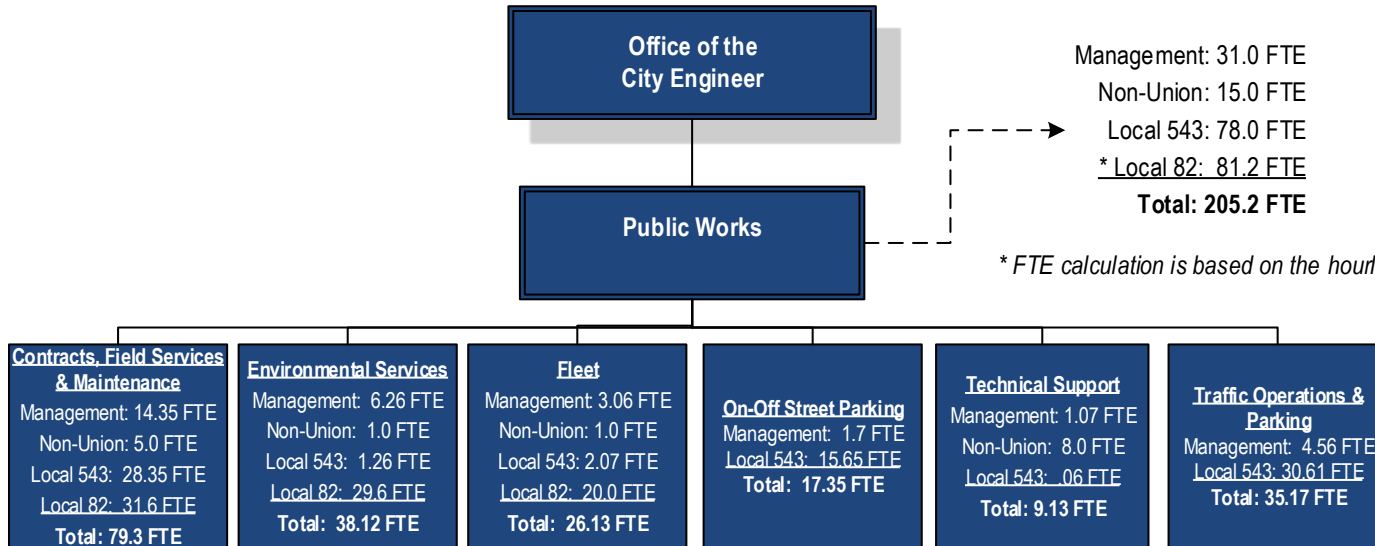 Office of the
City Engineer
Management: 31.0 FTE
Non-Union: 15.0 FTE
Local 543: 78.0 FTE
* Local 82: 81.2 FTE
Total: 205.2 FTE
Public Works
* FTE calculation is based on the hourl
Contracts, Field Services
& Maintenance
Management: 14.35 FTE
Non-Union: 5.0 FTE
Local 543: 28.35 FTE
Local 82: 31.6 FTE
Total: 79.3 FTE
Environmental Services
Management: 6.26 FTE
Non-Union: 1.0 FTE
Local 543: 1.26 FTE
Local 82: 29.6 FTE
Total: 38.12 FTE
Fleet
Management: 3.06 FTE
Non-Union: 1.0 FTE
Local 543: 2.07 FTE
Local 82: 20.0 FTE
Total: 26.13 FTE
On-Off Street Parking
Management: 1.7 FTE
Local 543: 15.65 FTE
Total: 17.35 FTE
Technical Support
Management: 1.07 FTE
Non-Union: 8.0 FTE
Local 543: .06 FTE
Total: 9.13 FTE
Traffic Operations &
Parking
Management: 4.56 FTE
Local 543: 30.61 FTE
Total: 35.17 FTE